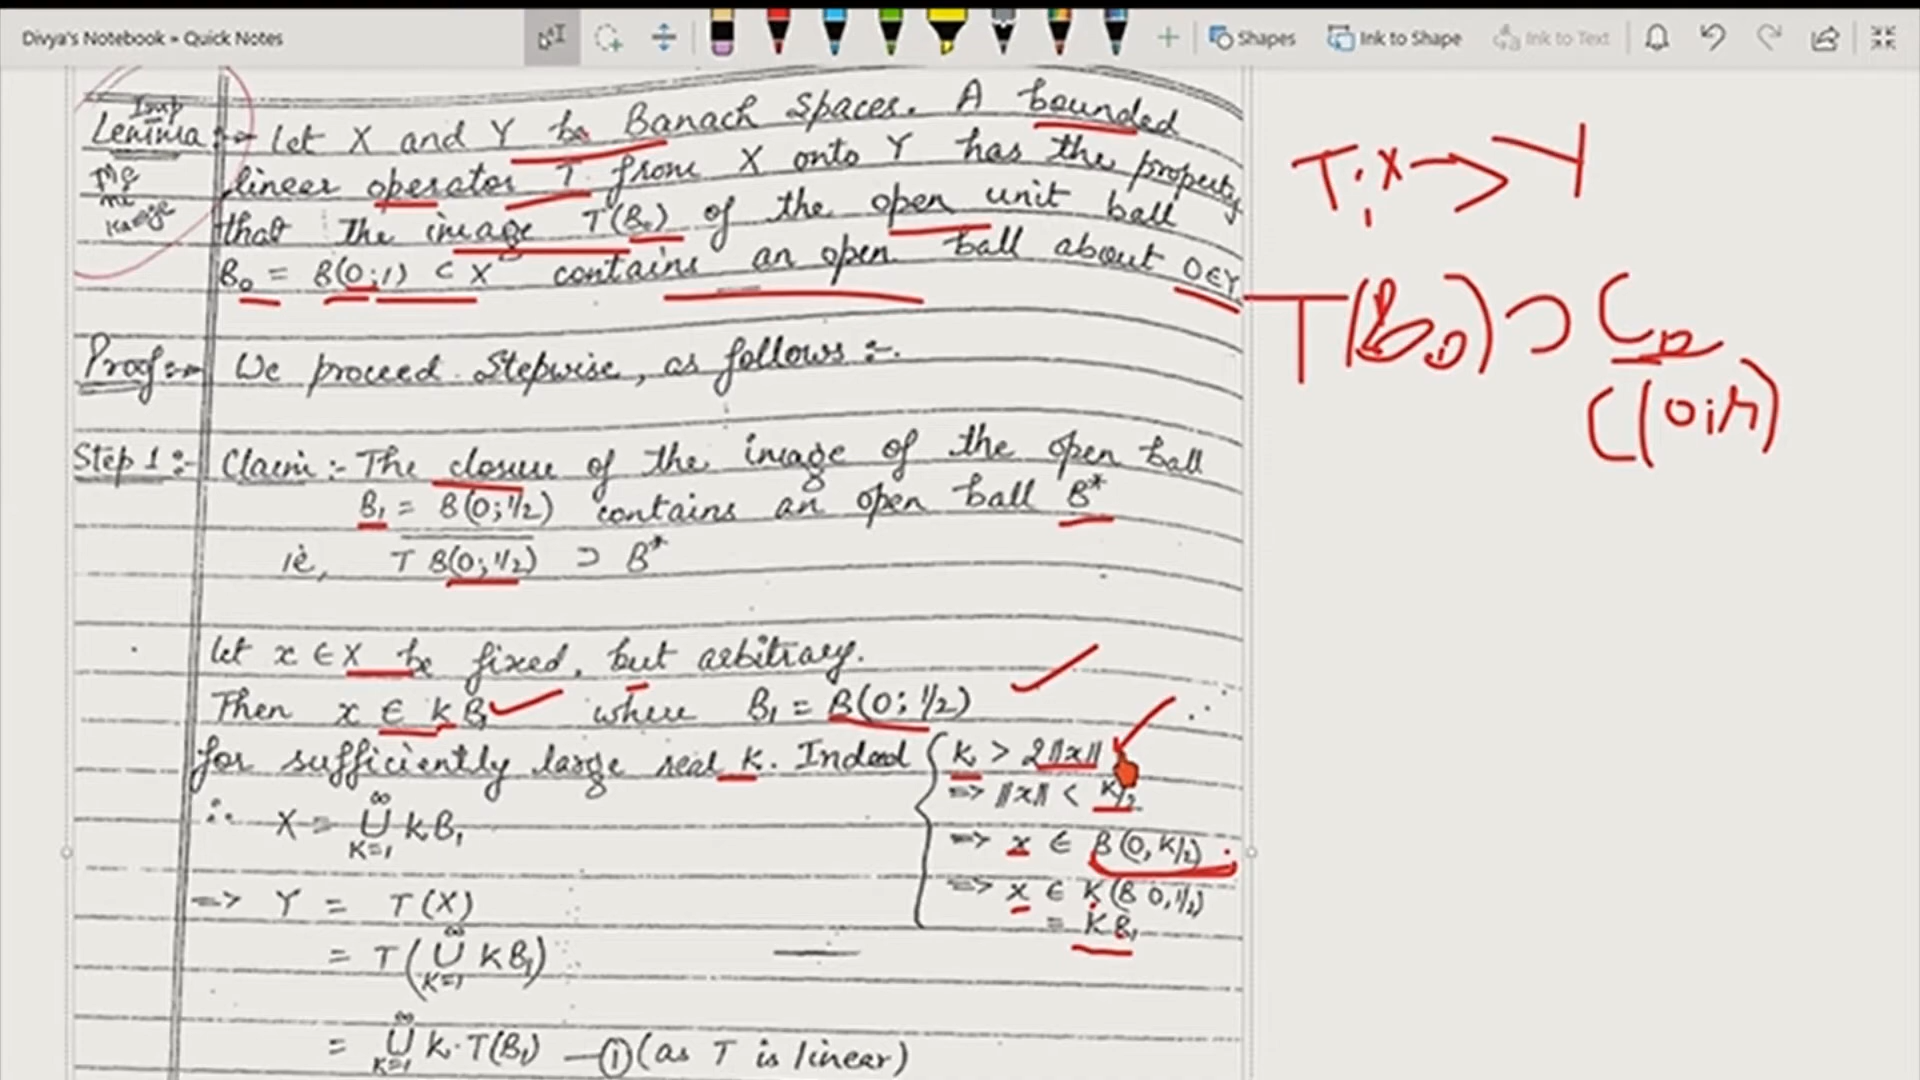 Divya's Notebook » Quick Notes
Shapes
Ink to Shape
Ink to Text
Imp
Lemma :- Let X and Y be Banach Spaces. A bounded
linear operator T from X onto Y has the property
that the image T(B₀) of the open unit ball
B₀ = B(0;1) ⊂ X contains an open ball about 0∈Y.
Proof :- We proceed Stepwise, as follows :-
Step 1 :- Claim :- The closure of the image of the open ball
B₁ = B(0;1/2) contains an open ball B*
ie, \overline{T B(0;1/2)} ⊃ B*
Let x ∈ X be fixed, but arbitrary.
Then x ∈ kB₁ where B₁ = B(0;1/2)
for sufficiently large real k. Indeed { k > 2||x||
=> ||x|| < K/2
=> x ∈ B(0, K/2)
=> x ∈ K(B 0,1/2)
= KB₁
∴ X = ∞∪K=1 KB₁
=> Y = T(X)
= T(∞∪K=1 KB₁)
= ∞∪K=1 k·T(B₁) —① (as T is linear)
T: X → Y
T(B₀) ⊃
C(0;r)